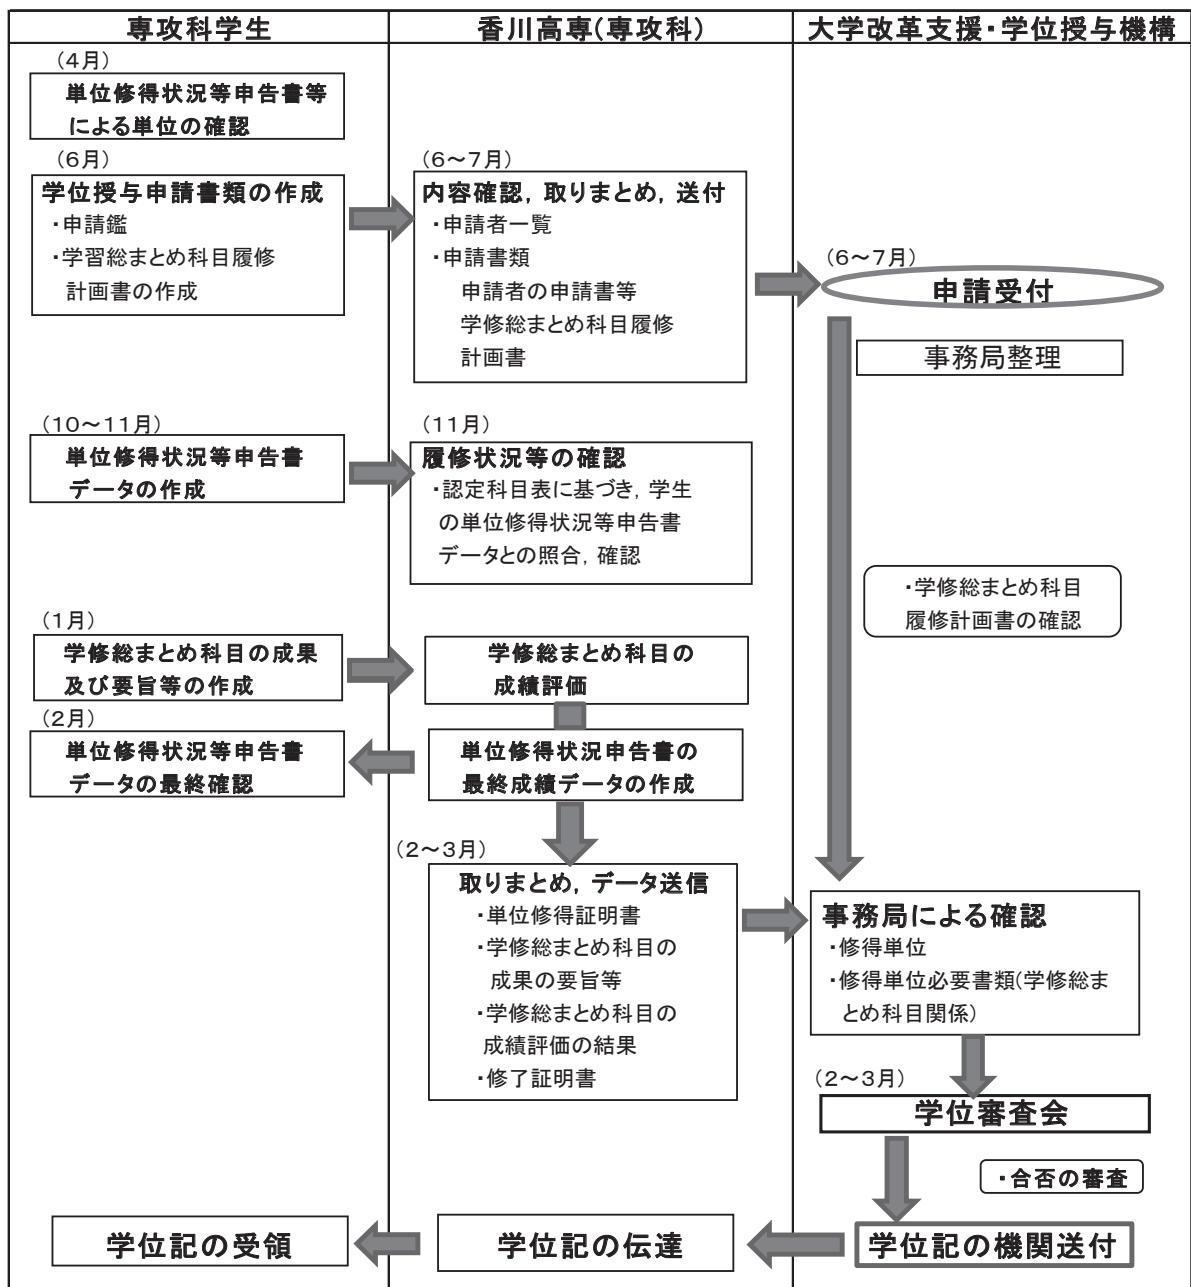 専攻科学生
香川高専(専攻科)
大学改革支援・学位授与機構
(4月)
単位修得状況等申告書等
による単位の確認
(6月)
学位授与申請書類の作成
・申請鑑
・学習総まとめ科目履修
計画書の作成
(6～7月)
内容確認，取りまとめ，送付
・申請者一覧
・申請書類
申請者の申請書等
学修総まとめ科目履修
計画書
(6～7月)
申請受付
事務局整理
(10～11月)
単位修得状況等申告書
データの作成
(11月)
履修状況等の確認
・認定科目表に基づき，学生
の単位修得状況等申告書
データとの照合，確認
・学修総まとめ科目
履修計画書の確認
(1月)
学修総まとめ科目の成果
及び要旨等の作成
学修総まとめ科目の
成績評価
(2月)
単位修得状況等申告書
データの最終確認
単位修得状況申告書の
最終成績データの作成
(2～3月)
取りまとめ，データ送信
・単位修得証明書
・学修総まとめ科目の
成果の要旨等
・学修総まとめ科目の
成績評価の結果
・修了証明書
事務局による確認
・修得単位
・修得単位必要書類(学修総ま
とめ科目関係)
(2～3月)
学位審査会
・合否の審査
学位記の受領
学位記の伝達
学位記の機関送付